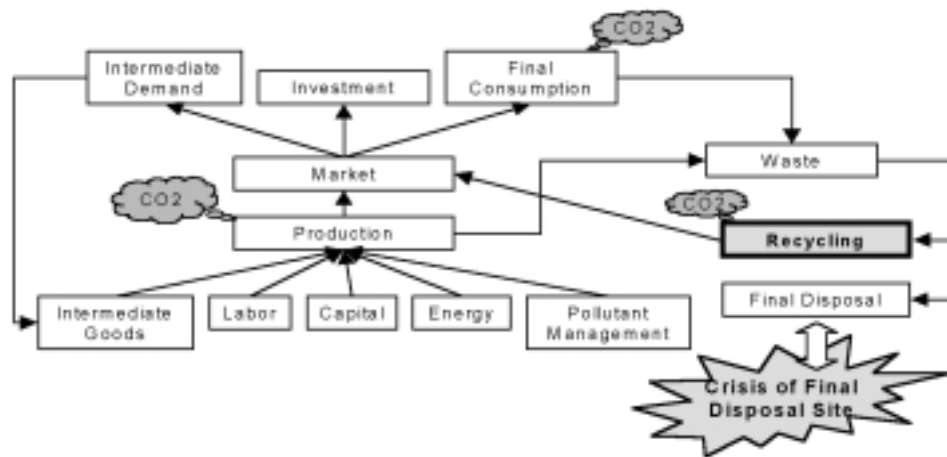 CO2
Intermediate
Demand
Investment
Final
Consumption
Market
Waste
CO2
CO2
Production
Recycling
Intermediate
Goods
Labor
Capital
Energy
Pollutant
Management
Final Disposal
Crisis of Final
Disposal Site